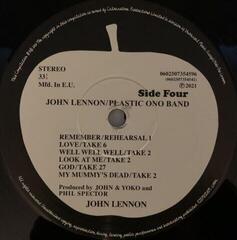 Side Four
STEREO
33⅓
Mfd. In E.U.
0602507354596
℗ 2021
JOHN LENNON/PLASTIC ONO BAND
REMEMBER/REHEARSAL 1
LOVE/TAKE 6
WELL WELL WELL/TAKE 2
LOOK AT ME/TAKE 2
GOD/TAKE 27
MY MUMMY'S DEAD/TAKE 2
Produced by JOHN & YOKO and
PHIL SPECTOR
JOHN LENNON